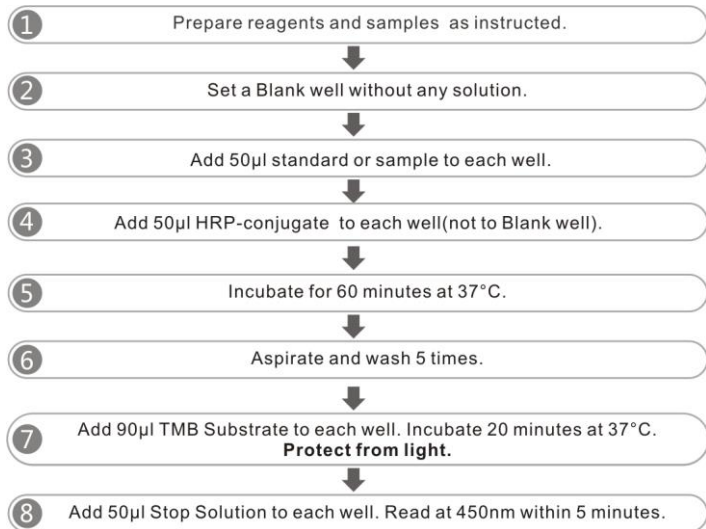 1 Prepare reagents and samples as instructed.
2 Set a Blank well without any solution.
3 Add 50μl standard or sample to each well.
4 Add 50μl HRP-conjugate to each well(not to Blank well).
5 Incubate for 60 minutes at 37°C.
6 Aspirate and wash 5 times.
7 Add 90μl TMB Substrate to each well. Incubate 20 minutes at 37°C.
Protect from light.
8 Add 50μl Stop Solution to each well. Read at 450nm within 5 minutes.